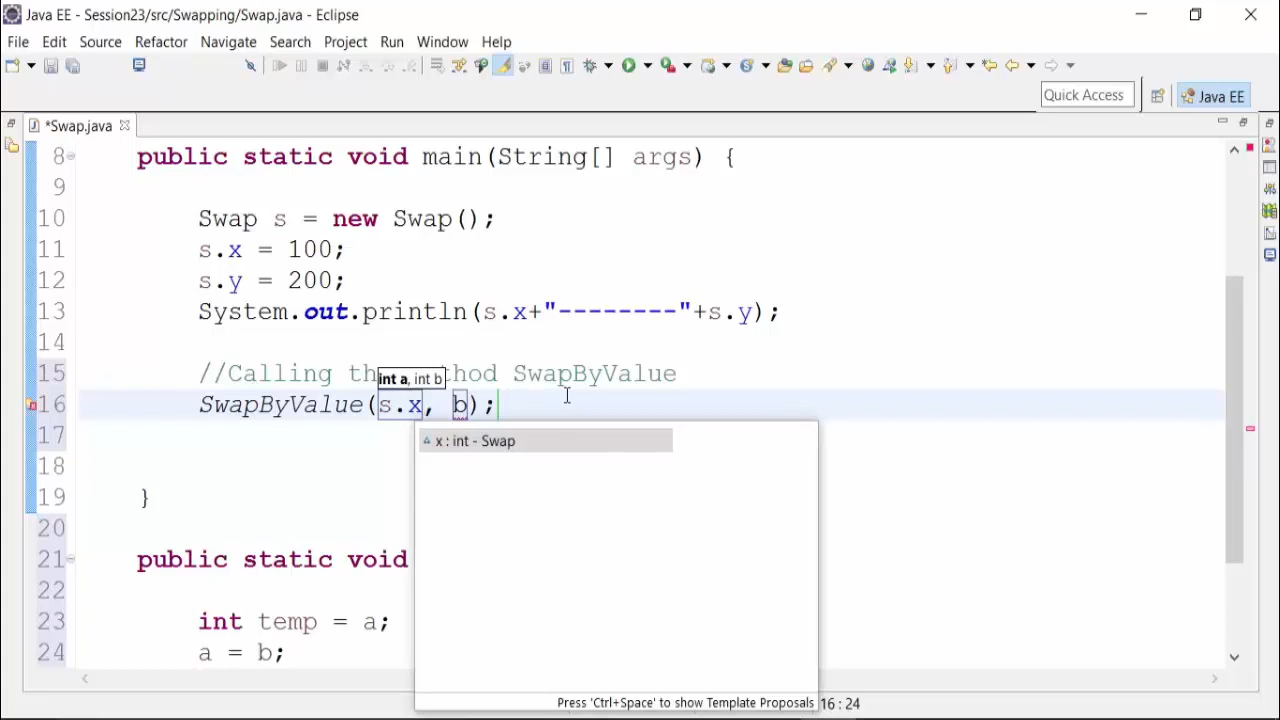 Java EE - Session23/src/Swapping/Swap.java - Eclipse
File Edit Source Refactor Navigate Search Project Run Window Help
Quick Access
Java EE
*Swap.java
8 public static void main(String[] args) {
9
10 Swap s = new Swap();
11 s.x = 100;
12 s.y = 200;
13 System.out.println(s.x+"--------"+s.y);
14
15 //Calling th thod SwapByValue
int a, int b
16 SwapByValue(s.x, b);
17
x : int - Swap
18
19 }
20
21 public static void
22
23 int temp = a;
24 a = b;
Press 'Ctrl+Space' to show Template Proposals
16 : 24